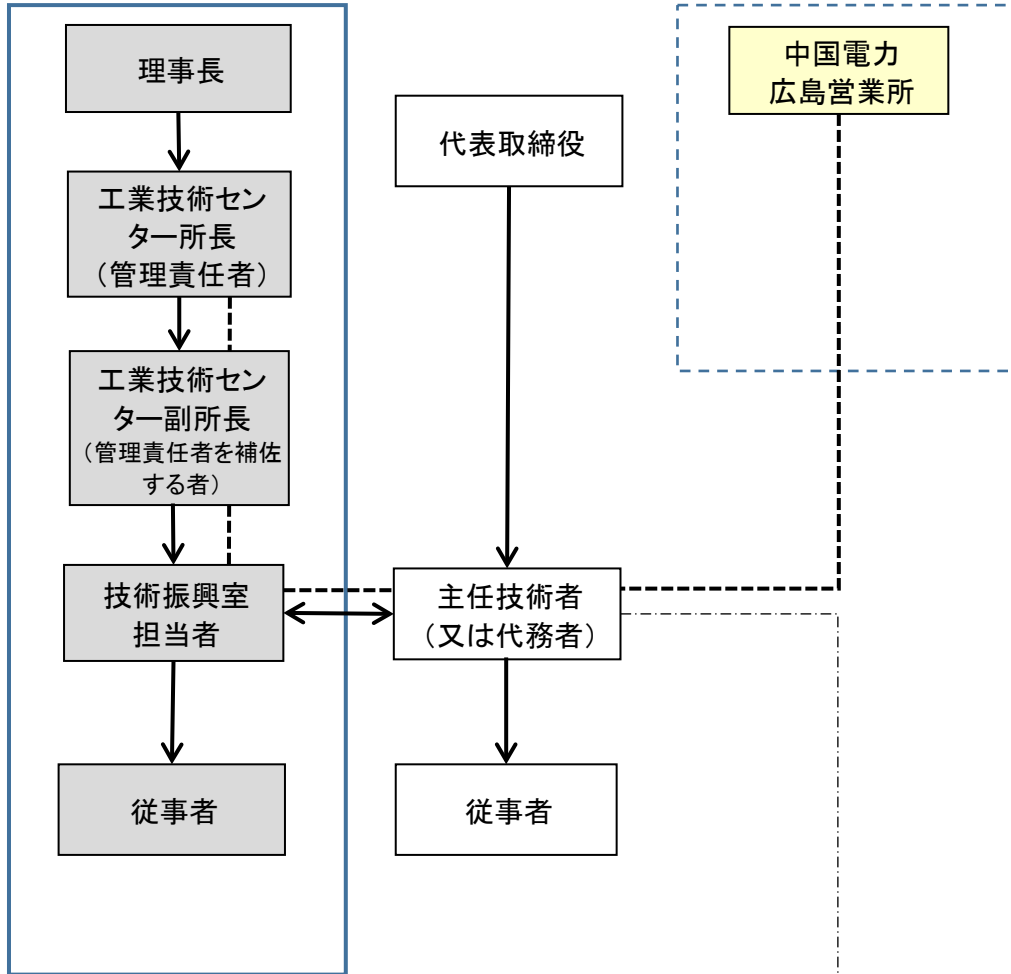 理事長
工業技術セン
ター所長
（管理責任者）
工業技術セン
ター副所長
（管理責任者を補佐
する者）
技術振興室
担当者
従事者
代表取締役
主任技術者
（又は代務者）
従事者
中国電力
広島営業所